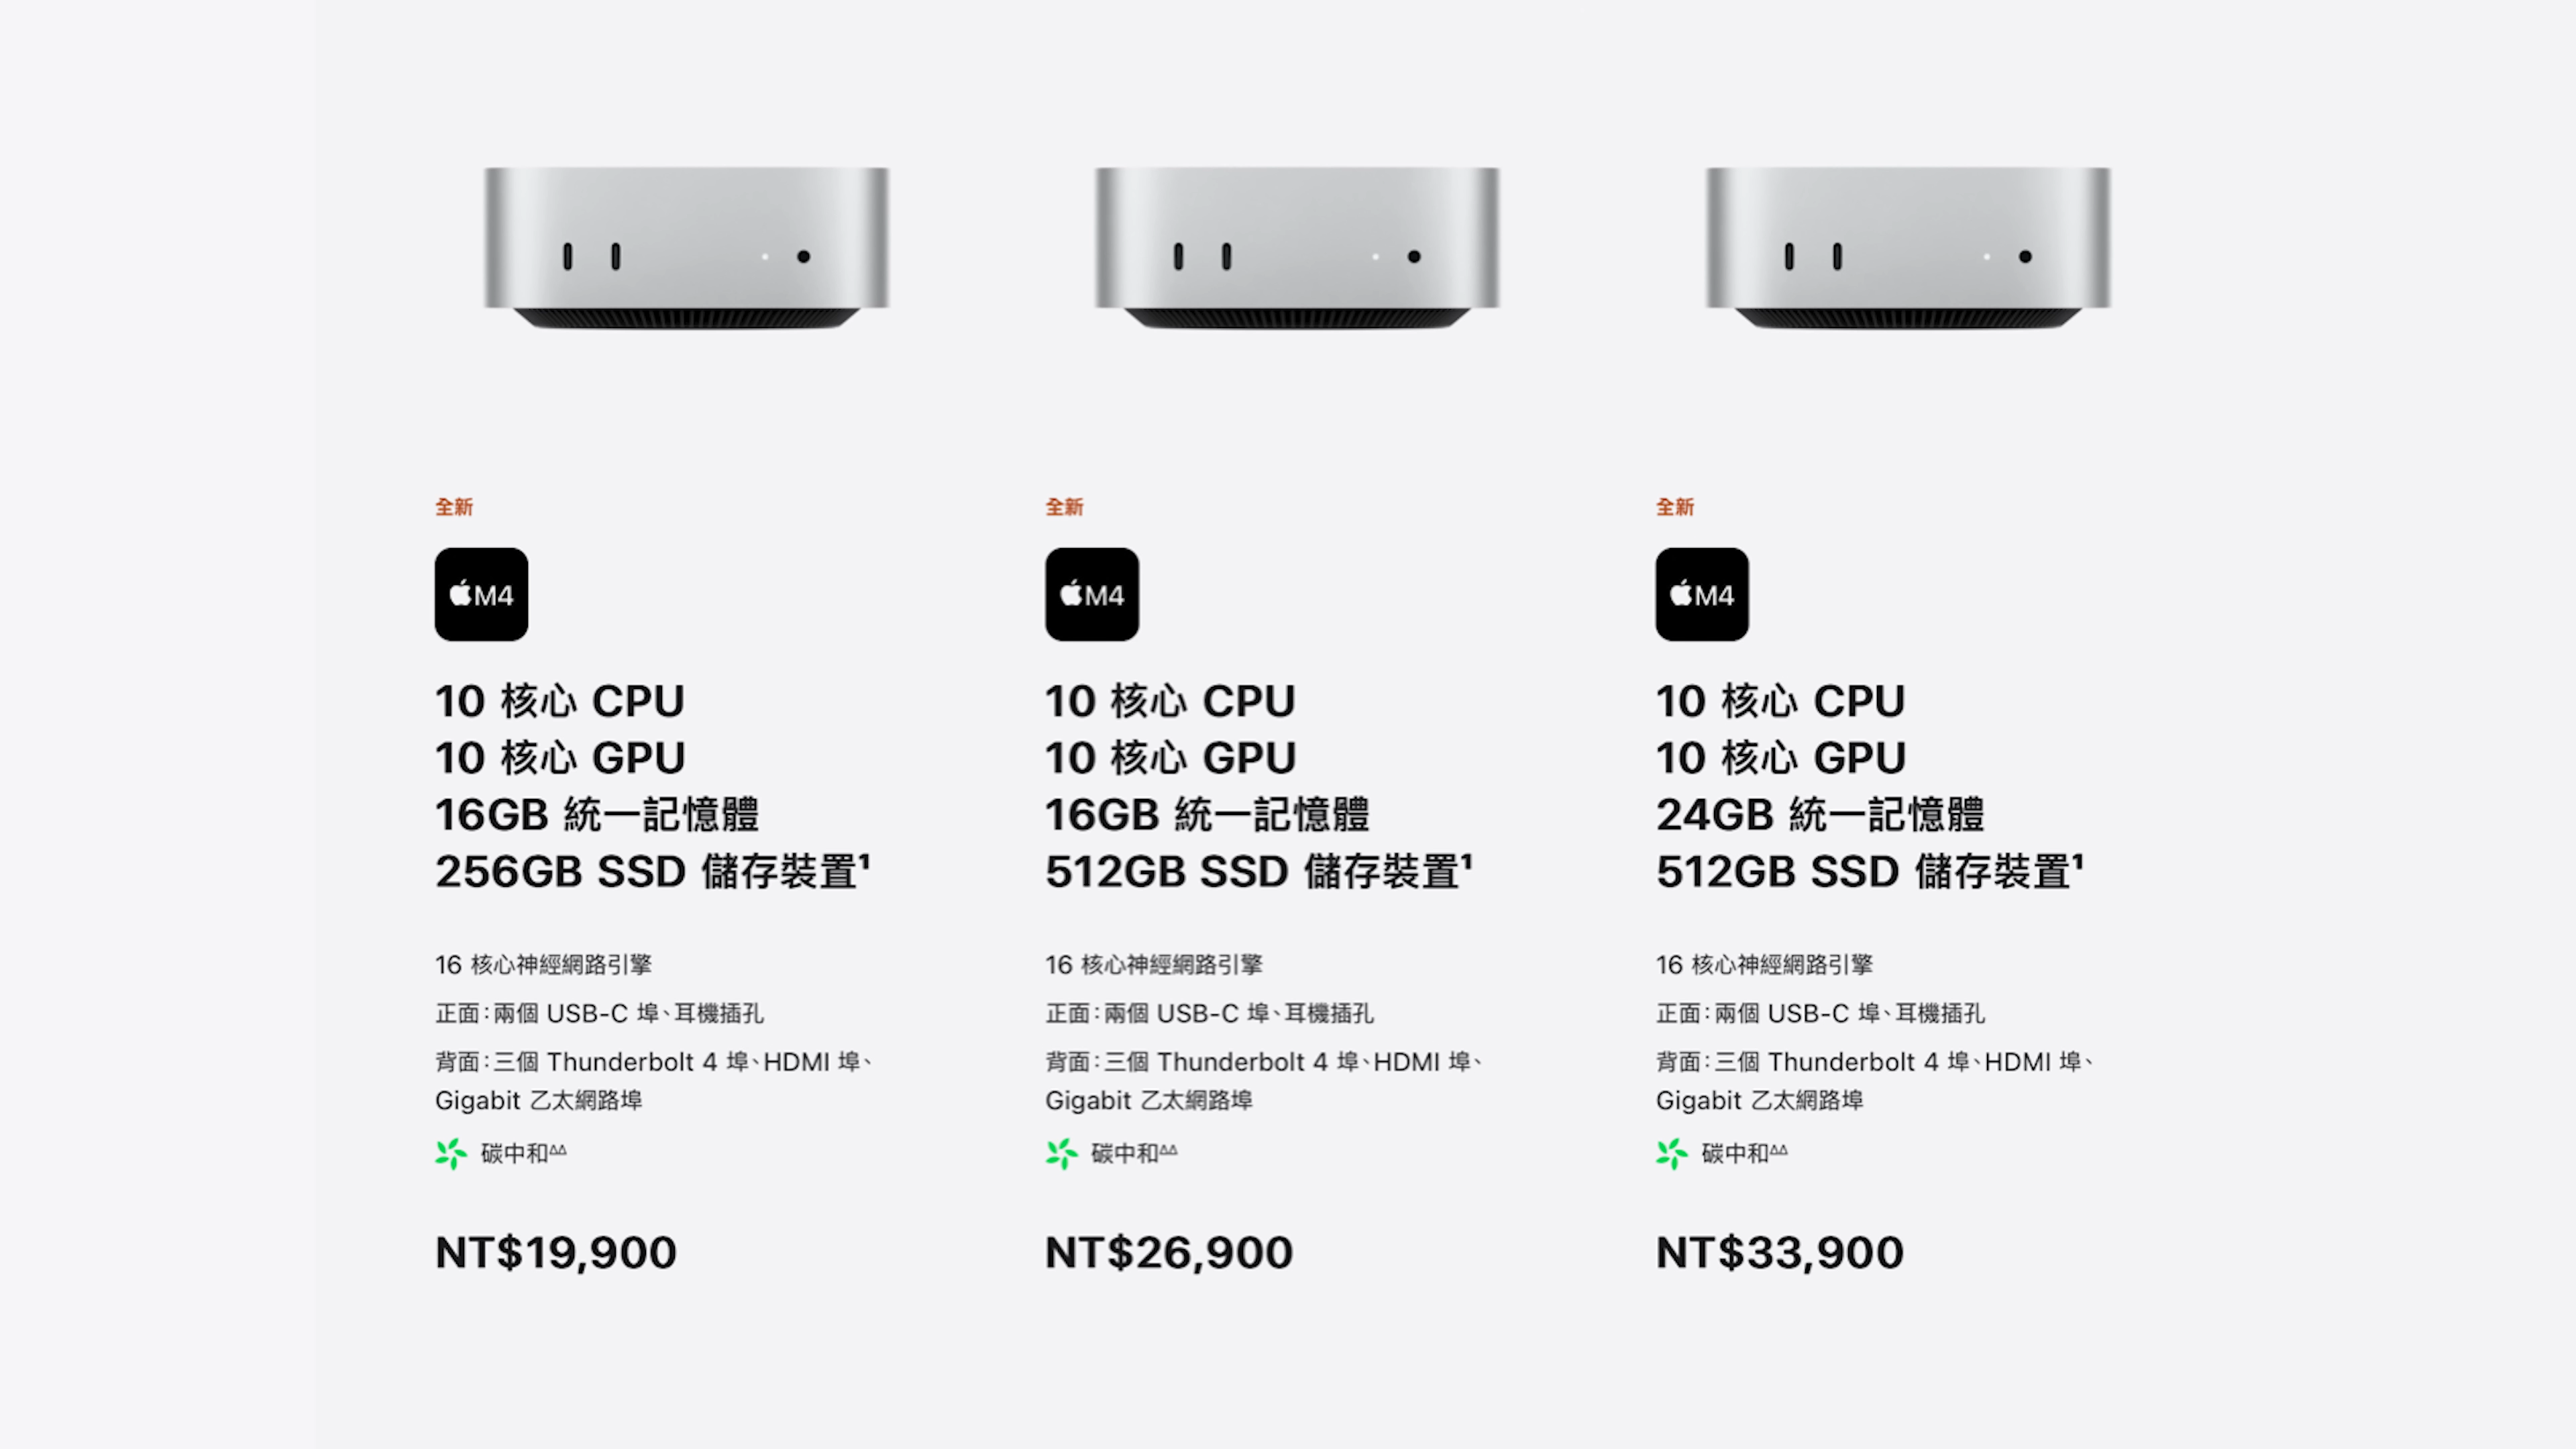 全新
M4
10 核心 CPU
10 核心 GPU
16GB 統一記憶體
256GB SSD 儲存裝置¹
16 核心神經網路引擎
正面：兩個 USB-C 埠、耳機插孔
背面：三個 Thunderbolt 4 埠、HDMI 埠、
Gigabit 乙太網路埠
碳中和ᐃᐃ
NT$19,900
全新
M4
10 核心 CPU
10 核心 GPU
16GB 統一記憶體
512GB SSD 儲存裝置¹
16 核心神經網路引擎
正面：兩個 USB-C 埠、耳機插孔
背面：三個 Thunderbolt 4 埠、HDMI 埠、
Gigabit 乙太網路埠
碳中和ᐃᐃ
NT$26,900
全新
M4
10 核心 CPU
10 核心 GPU
24GB 統一記憶體
512GB SSD 儲存裝置¹
16 核心神經網路引擎
正面：兩個 USB-C 埠、耳機插孔
背面：三個 Thunderbolt 4 埠、HDMI 埠、
Gigabit 乙太網路埠
碳中和ᐃᐃ
NT$33,900